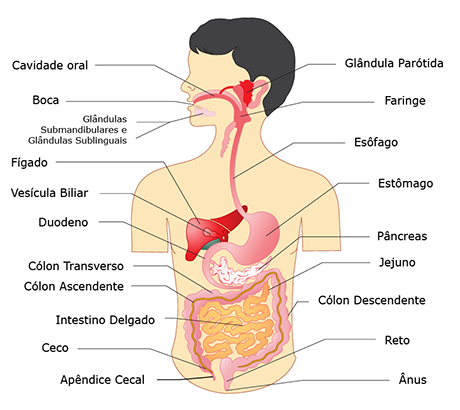 Cavidade oral
Glândula Parótida
Boca
Faringe
Glândulas
Submandibulares e
Glândulas Sublinguais
Esôfago
Fígado
Estômago
Vesícula Biliar
Duodeno
Pâncreas
Cólon Transverso
Jejuno
Cólon Ascendente
Cólon Descendente
Intestino Delgado
Ceco
Reto
Apêndice Cecal
Ânus